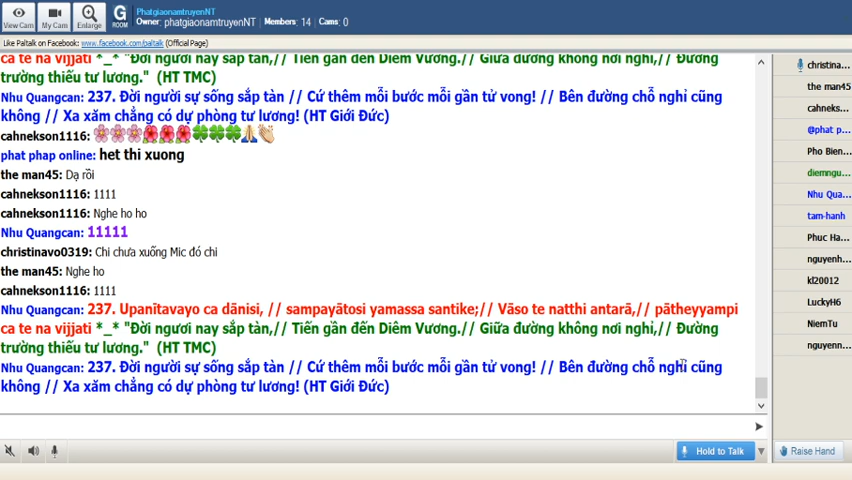 PhatgiaonamtruyenNT
Owner: phatgiaonamtruyenNT Members: 14 Cams: 0
View Cam My Cam Enlarge G ROOM
Like Paltalk on Facebook: www.facebook.com/paltalk (Official Page)
ca te na vijjati *_* "Đời ngươi nay sắp tàn,// Tiến gần đến Diêm Vương.// Giữa đường không nơi nghỉ,// Đường
trường thiếu tư lương." (HT TMC)
Nhu Quangcan: 237. Đời người sự sống sắp tàn // Cứ thêm mỗi bước mỗi gần tử vong! // Bên đường chỗ nghỉ cũng
không // Xa xăm chẳng có dự phòng tư lương! (HT Giới Đức)
cahnekson1116:
phat phap online: het thi xuong
the man45: Dạ rồi
cahnekson1116: 1111
cahnekson1116: Nghe ho ho
Nhu Quangcan: 11111
christinavo0319: Chi chưa xuống Mic đó chi
the man45: Nghe ho
cahnekson1116: 1111
Nhu Quangcan: 237. Upanītavayo ca dānisi, // sampayātosi yamassa santike;// Vāso te natthi antarā,// pātheyyampi
ca te na vijjati *_* "Đời ngươi nay sắp tàn,// Tiến gần đến Diêm Vương.// Giữa đường không nơi nghỉ,// Đường
trường thiếu tư lương." (HT TMC)
Nhu Quangcan: 237. Đời người sự sống sắp tàn // Cứ thêm mỗi bước mỗi gần tử vong! // Bên đường chỗ nghỉ cũng
không // Xa xăm chẳng có dự phòng tư lương! (HT Giới Đức)
Hold to Talk
Raise Hand
christina...
the man45
cahneks...
@phat p...
Pho Bien...
diemngu...
Nhu Qua...
tam-hanh
Phuc Ha...
nguyenh...
kl20012
LuckyH6
NiemTu
nguyenn...